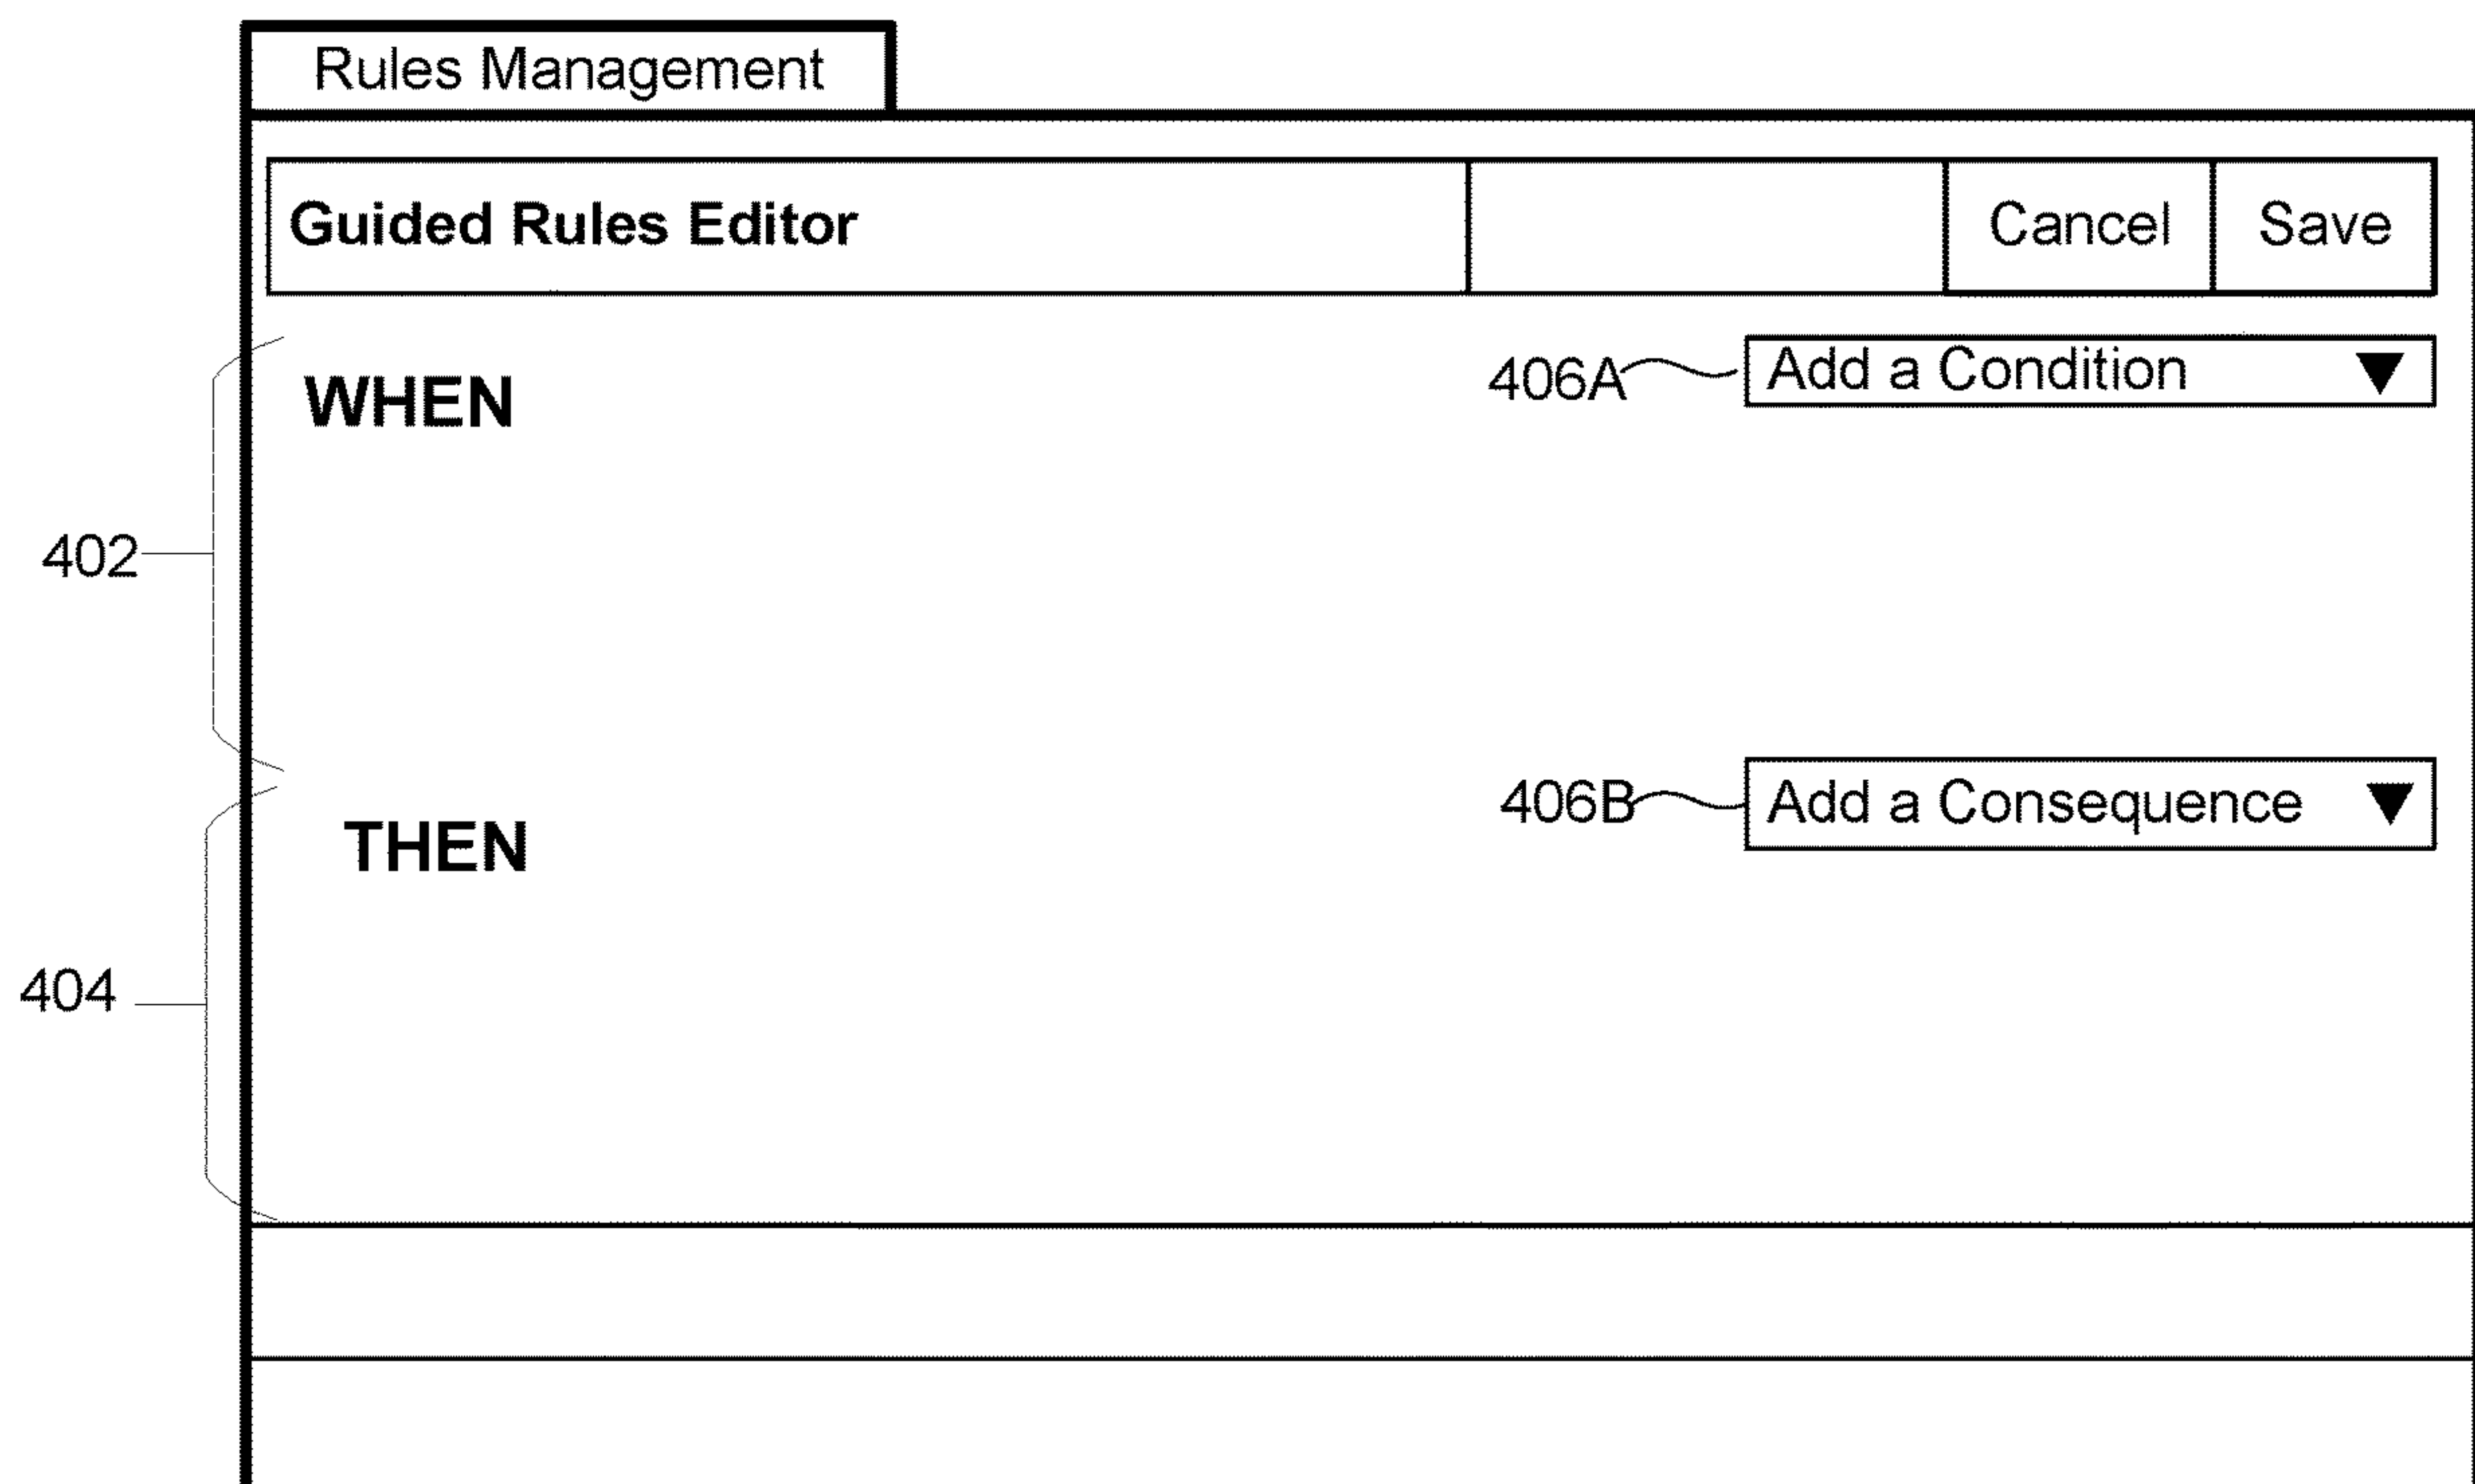 Rules Management
Guided Rules Editor
Cancel
Save
WHEN
406A
Add a Condition
402
406B
Add a Consequence
THEN
404